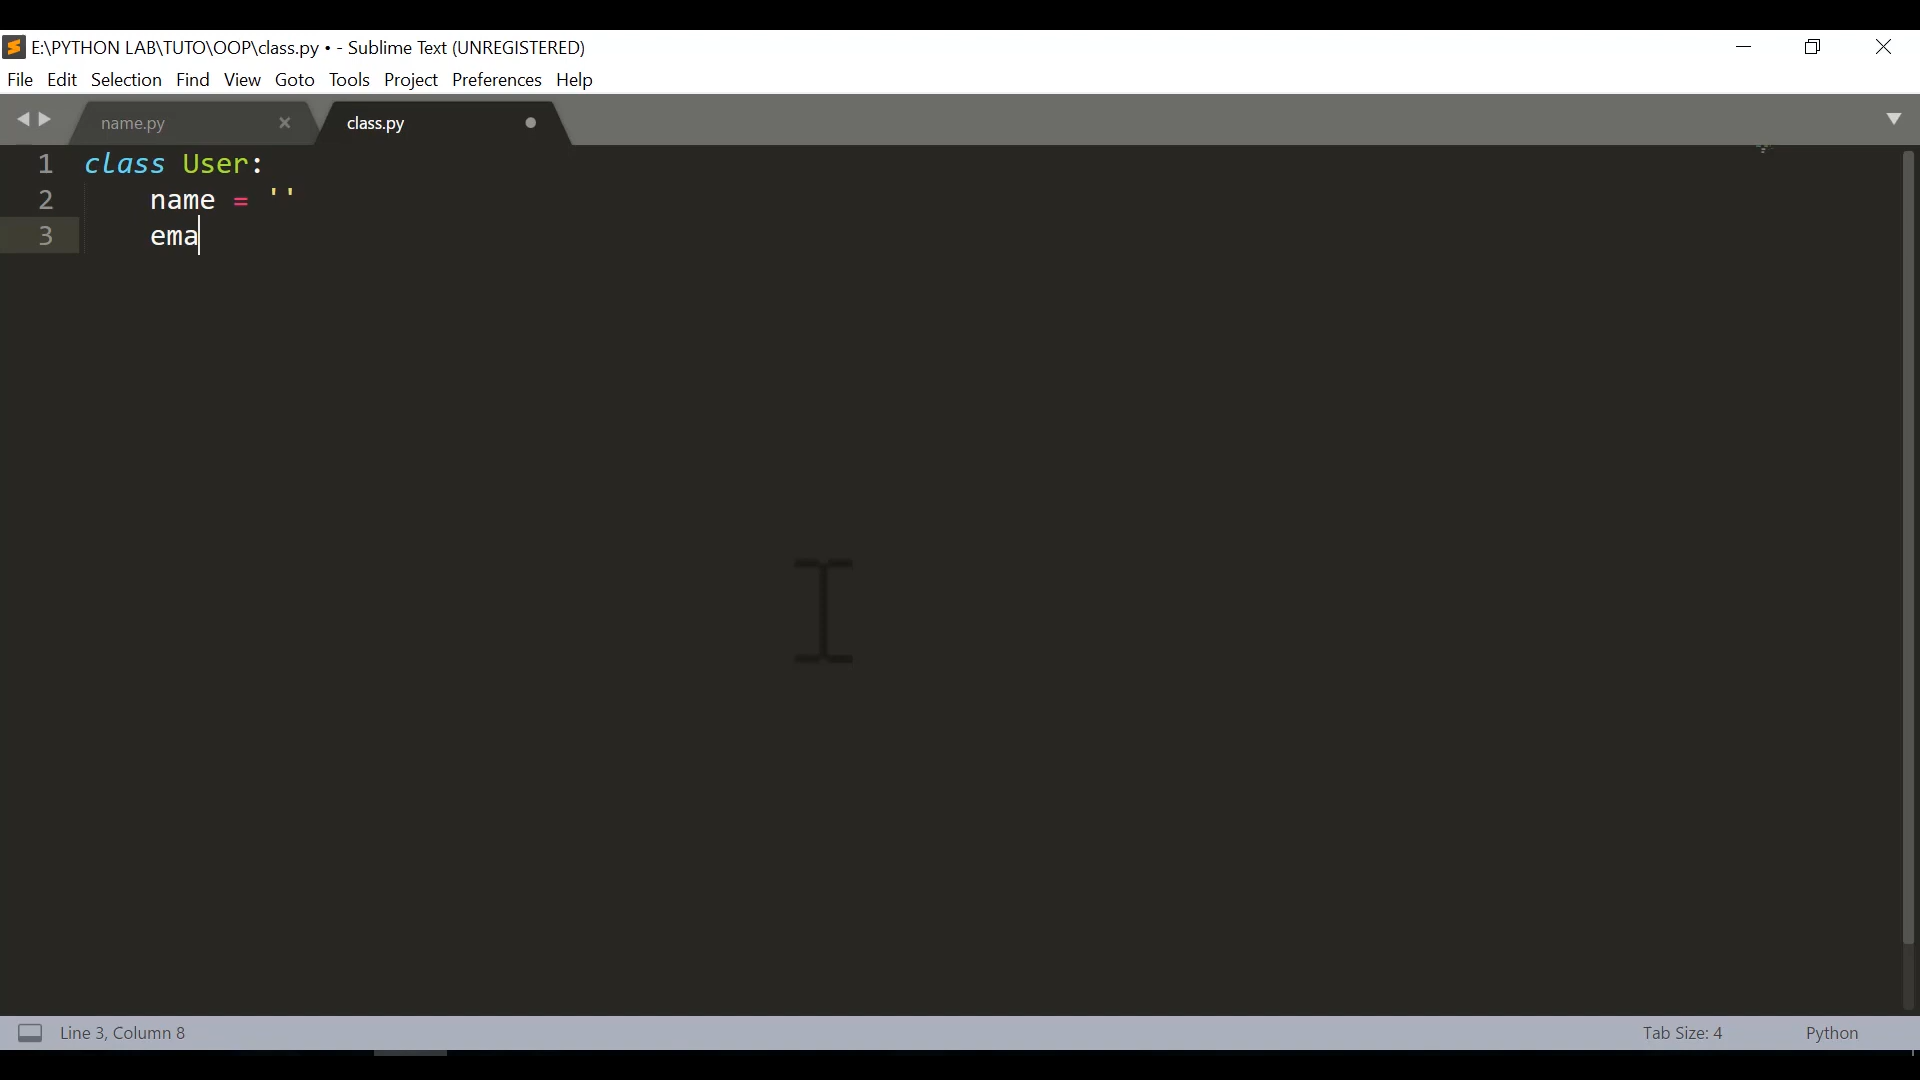 E:\PYTHON LAB\TUTO\OOP\class.py • - Sublime Text (UNREGISTERED)
File Edit Selection Find View Goto Tools Project Preferences Help
name.py class.py
1 class User:
2 name = ''
3 ema
Line 3, Column 8 Tab Size: 4 Python